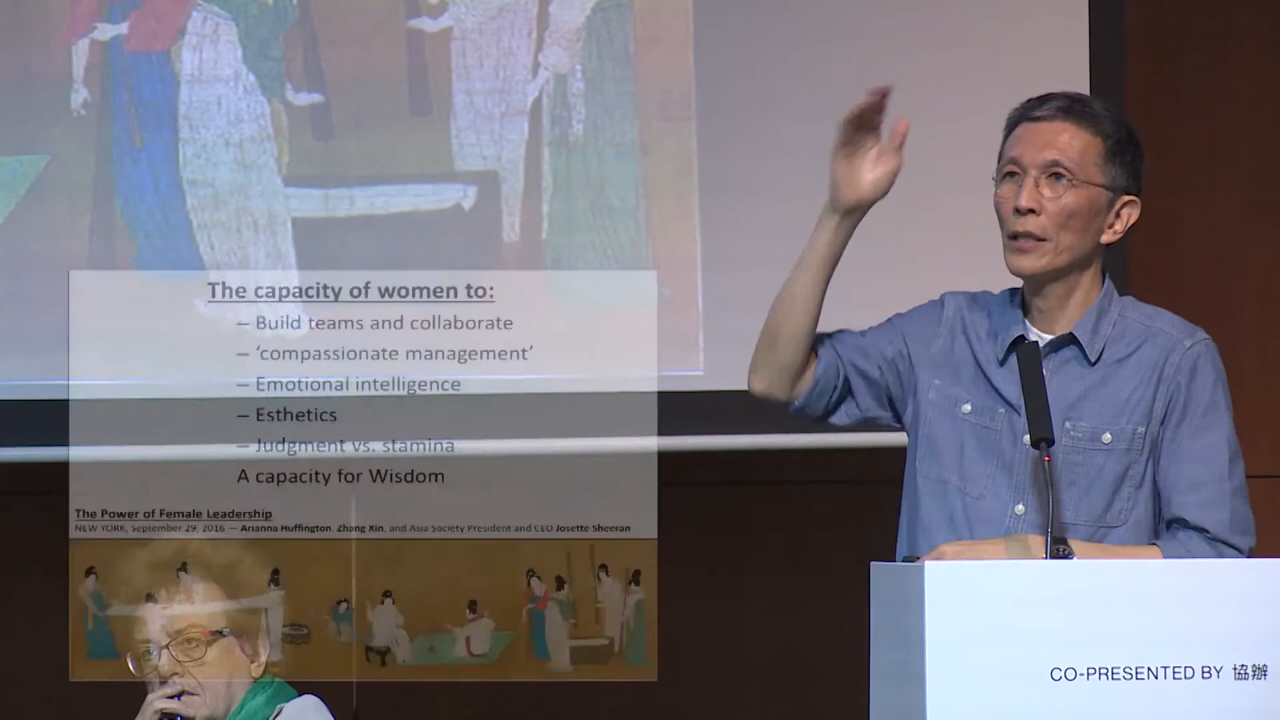 The capacity of women to:
– Build teams and collaborate
– ‘compassionate management’
– Emotional intelligence
– Esthetics
– Judgment vs. stamina
A capacity for Wisdom
The Power of Female Leadership
NEW YORK, September 29, 2016 — Arianna Huffington, Zhang Xin, and Asia Society President and CEO Josette Sheeran
CO-PRESENTED BY 協辦